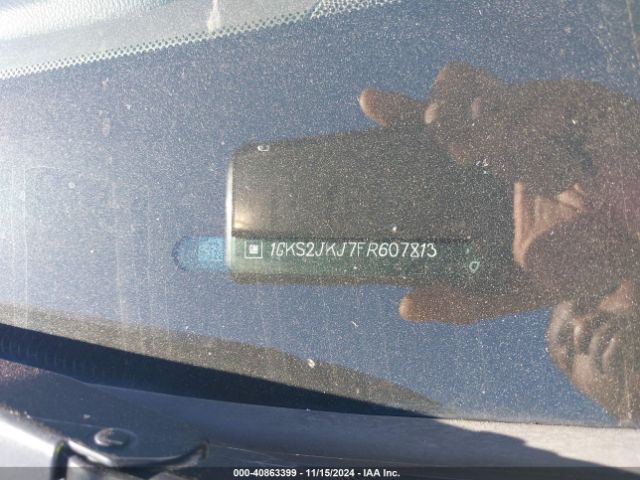 1GKS2JKJ7FR607813
000-40863399 - 11/15/2024 - IAA Inc.